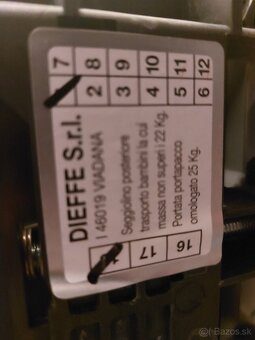 DIEFFE S.r.l.
I 46019 VIADANA
Seggiolino posteriore
trasporto bambini la cui
massa non superi i 22 Kg.
Portata portapacco
omologato 25 Kg.
17
16
7
2 8
3 9
4 10
5 11
6 12
Bazos.sk